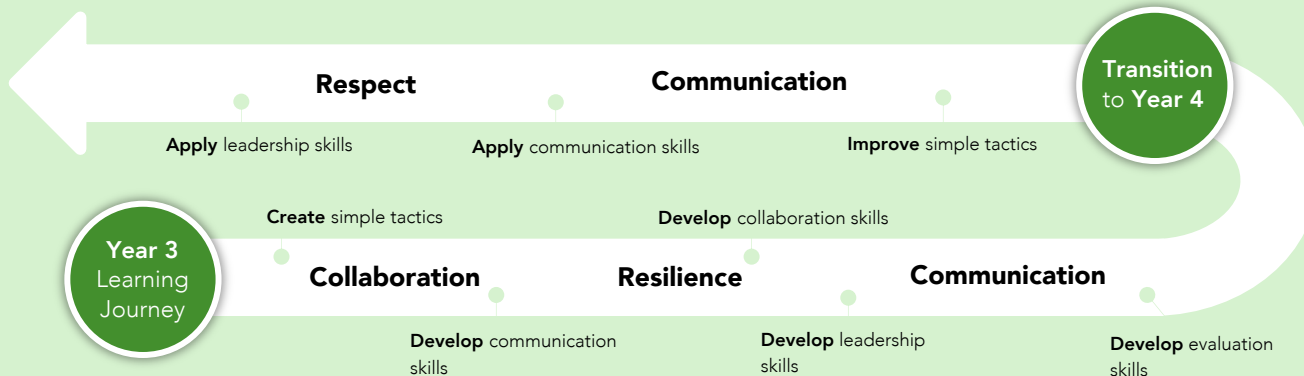 Respect
Communication
Transition
to Year 4
Apply leadership skills
Apply communication skills
Improve simple tactics
Create simple tactics
Develop collaboration skills
Year 3
Learning
Journey
Collaboration
Resilience
Communication
Develop communication
skills
Develop leadership
skills
Develop evaluation
skills